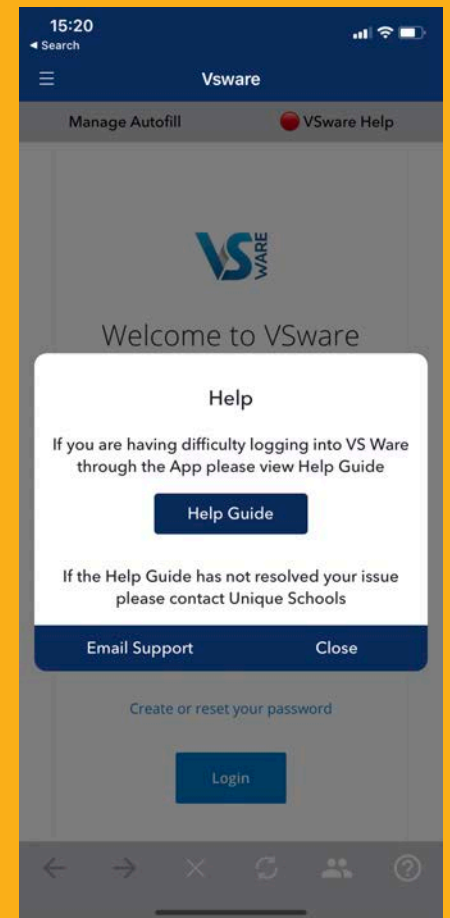 15:20
◀ Search
Vsware
Manage Autofill
VSware Help
VS WARE
Welcome to VSware
Help
If you are having difficulty logging into VS Ware
through the App please view Help Guide
Help Guide
If the Help Guide has not resolved your issue
please contact Unique Schools
Email Support
Close
Create or reset your password
Login